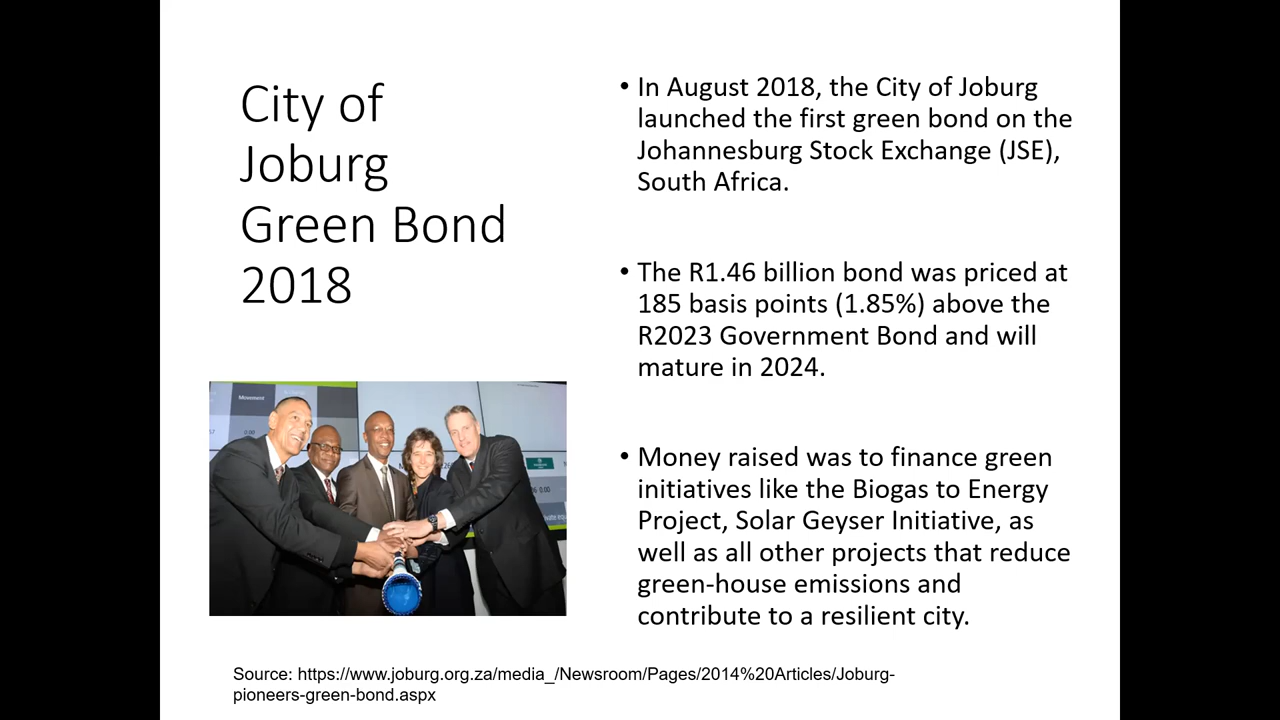 City of
Joburg
Green Bond
2018
• In August 2018, the City of Joburg
launched the first green bond on the
Johannesburg Stock Exchange (JSE),
South Africa.
• The R1.46 billion bond was priced at
185 basis points (1.85%) above the
R2023 Government Bond and will
mature in 2024.
• Money raised was to finance green
initiatives like the Biogas to Energy
Project, Solar Geyser Initiative, as
well as all other projects that reduce
green-house emissions and
contribute to a resilient city.
Movement
0.00
0.00
Source: https://www.joburg.org.za/media_/Newsroom/Pages/2014%20Articles/Joburg-
pioneers-green-bond.aspx